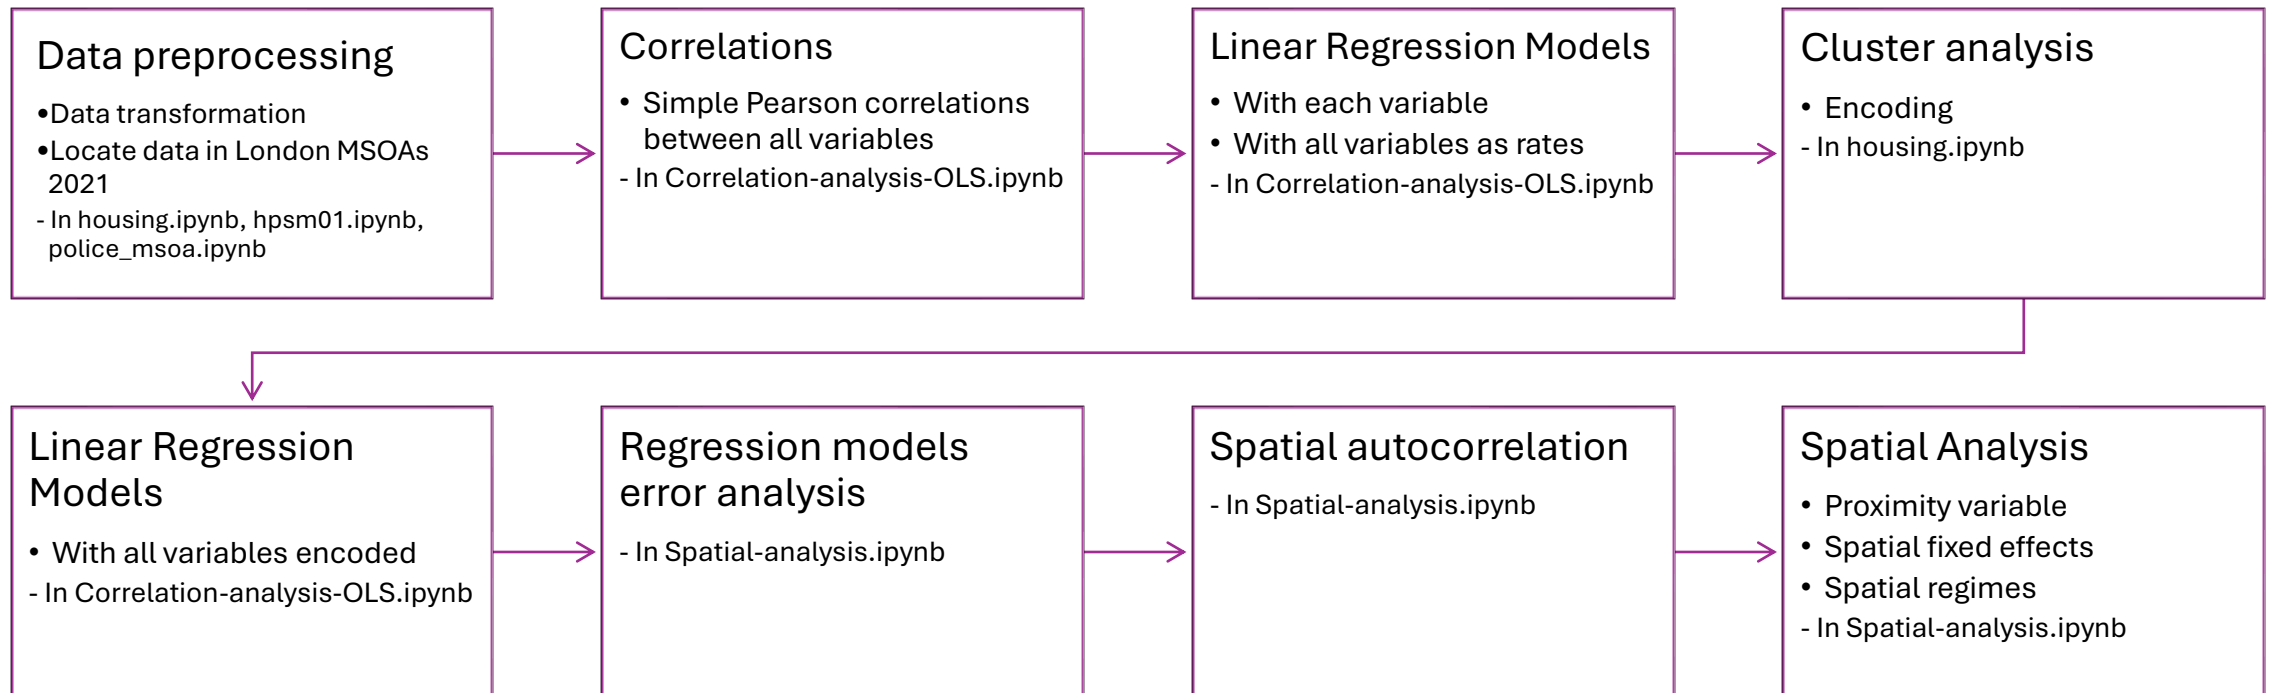 Data preprocessing
•Data transformation
•Locate data in London MSOAs
2021
- In housing.ipynb, hpsm01.ipynb,
police_msoa.ipynb
Correlations
• Simple Pearson correlations
between all variables
- In Correlation-analysis-OLS.ipynb
Linear Regression Models
• With each variable
• With all variables as rates
- In Correlation-analysis-OLS.ipynb
Cluster analysis
• Encoding
- In housing.ipynb
Linear Regression
Models
• With all variables encoded
- In Correlation-analysis-OLS.ipynb
Regression models
error analysis
- In Spatial-analysis.ipynb
Spatial autocorrelation
- In Spatial-analysis.ipynb
Spatial Analysis
• Proximity variable
• Spatial fixed effects
• Spatial regimes
- In Spatial-analysis.ipynb